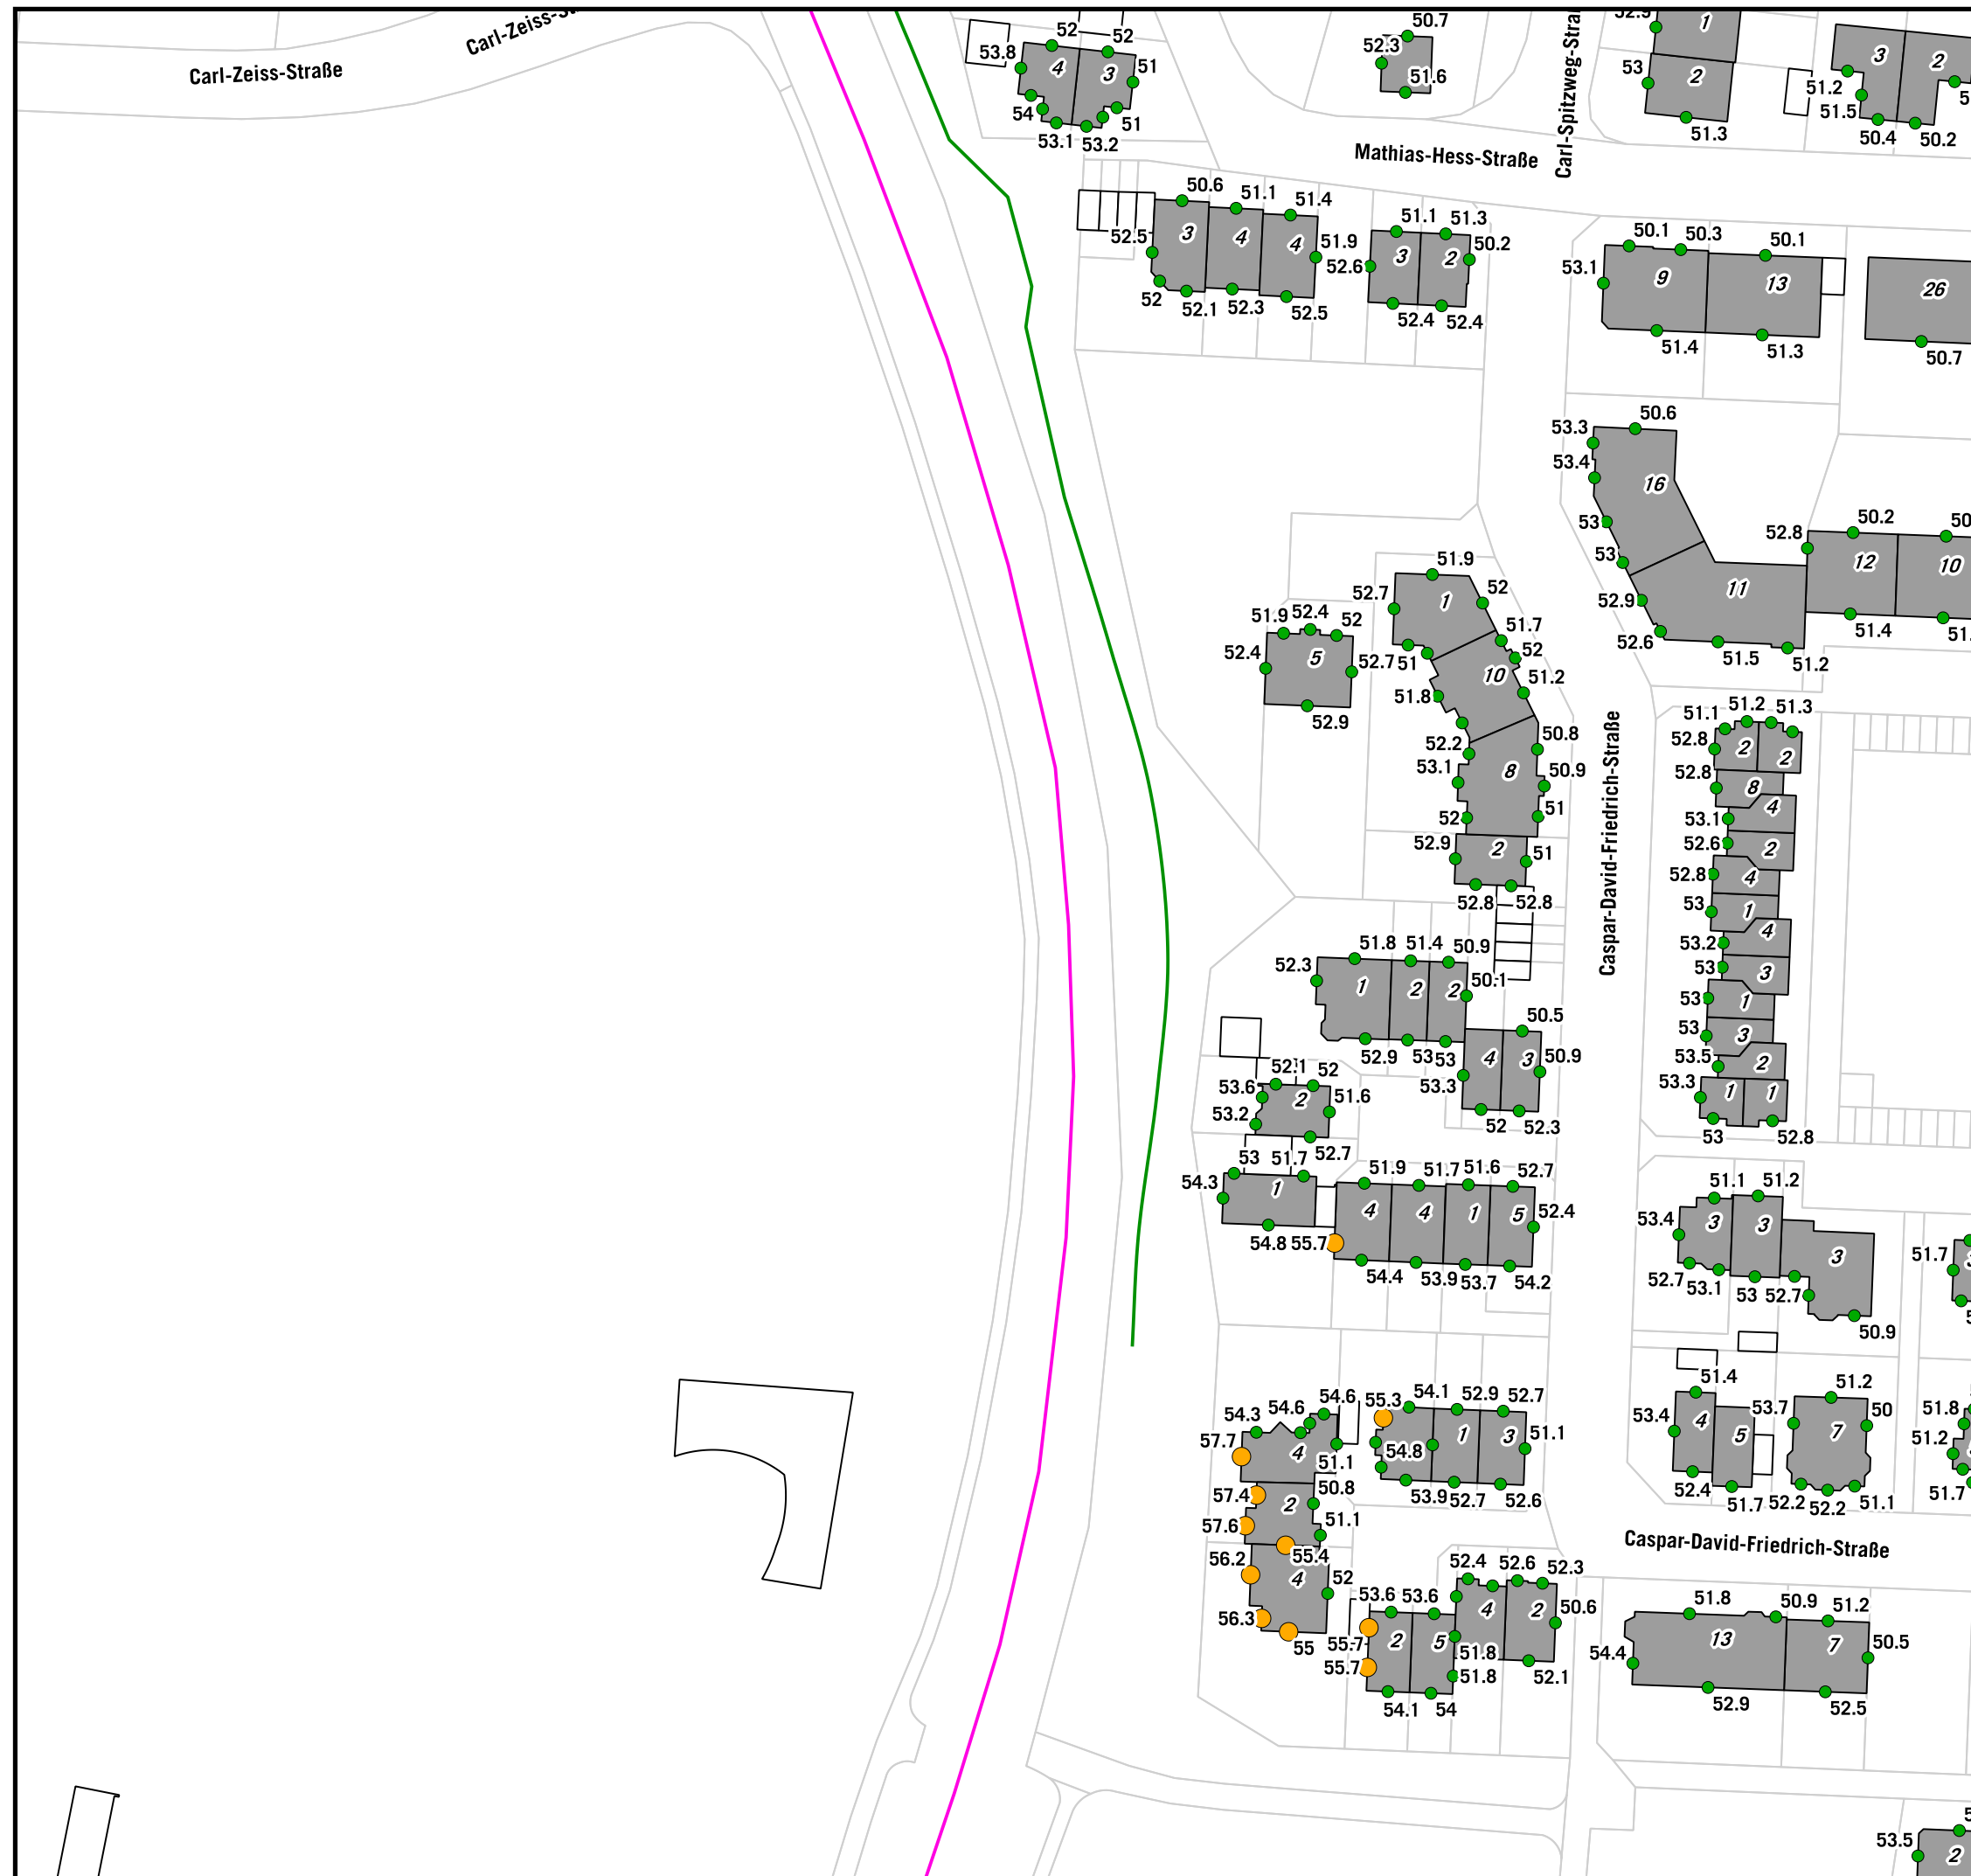 Carl-Zeiss-Straße
Mathias-Hess-Straße
Caspar-David-Friedrich-Straße
Caspar-David-Friedrich-Straße
52 52
53.8 4 3 51
54 51
53.1 53.2
50.7
52.3
51.6
1
53 2
51.3
3 2
51.2
51.5
50.4 50.2
50.6 51.1 51.4
52.5 3 4 4 51.9
52 52.1 52.3 52.5
51.1 51.3
52.6 3 2 50.2
52.4 52.4
50.1 50.3 50.1
53.1 9 13
51.4 51.3
26
50.7
53.3 50.6
53.4 16
53
53
52.9 11
52.6 51.5 51.2
50.2
52.8 12 10
51.4
51.9
52.7 1 52
51.7
51 52
10 51.2
51.8
50.8
52.2
53.1 8 50.9
52 51
52.9 2 51
52.8 52.8
51.9 52.4 52
52.4 5 52.7
52.9
51.1 51.2 51.3
52.8 2 2
52.8 8
4
53.1
52.6 2
52.8 4
53 1
4
53.2
53 3
53 1
53 3
53.5 2
53.3 1 1
53 52.8
51.8 51.4 50.9
52.3 1 2 2 50.1
52.9 53 53
50.5
4 3 50.9
53.3
52 52.3
52.1 52
53.6 2 51.6
53.2
52.7
53 51.7
54.3 1
54.8
51.9 51.7 51.6 52.7
4 4 1 5 52.4
55.7
54.4 53.9 53.7 54.2
51.1 51.2
53.4 3 3 3
52.7 53.1 53 52.7
50.9
51.7
54.6
54.3 54.6
57.7 4
51.1
57.4 2 50.8
57.6 51.1
55.4
56.2 4 52
56.3
55
55.3 54.1 52.9 52.7
54.8 1 3 51.1
53.9 52.7 52.6
51.4
53.4 4 5
52.4 51.7
51.2
53.7 7 50
52.2 52.2 51.1
51.8
51.2
51.7
53.6 53.6 52.4 52.6 52.3
4 2 50.6
55.7 2 5
51.8
55.7 51.8 52.1
54.1 54
51.8 50.9 51.2
54.4 13 7 50.5
52.9 52.5
53.5 2